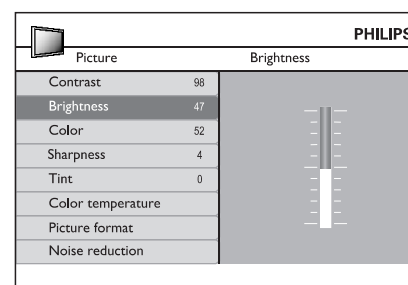 PHILIPS
Picture Brightness
Contrast 98
Brightness 47
Color 52
Sharpness 4
Tint 0
Color temperature
Picture format
Noise reduction